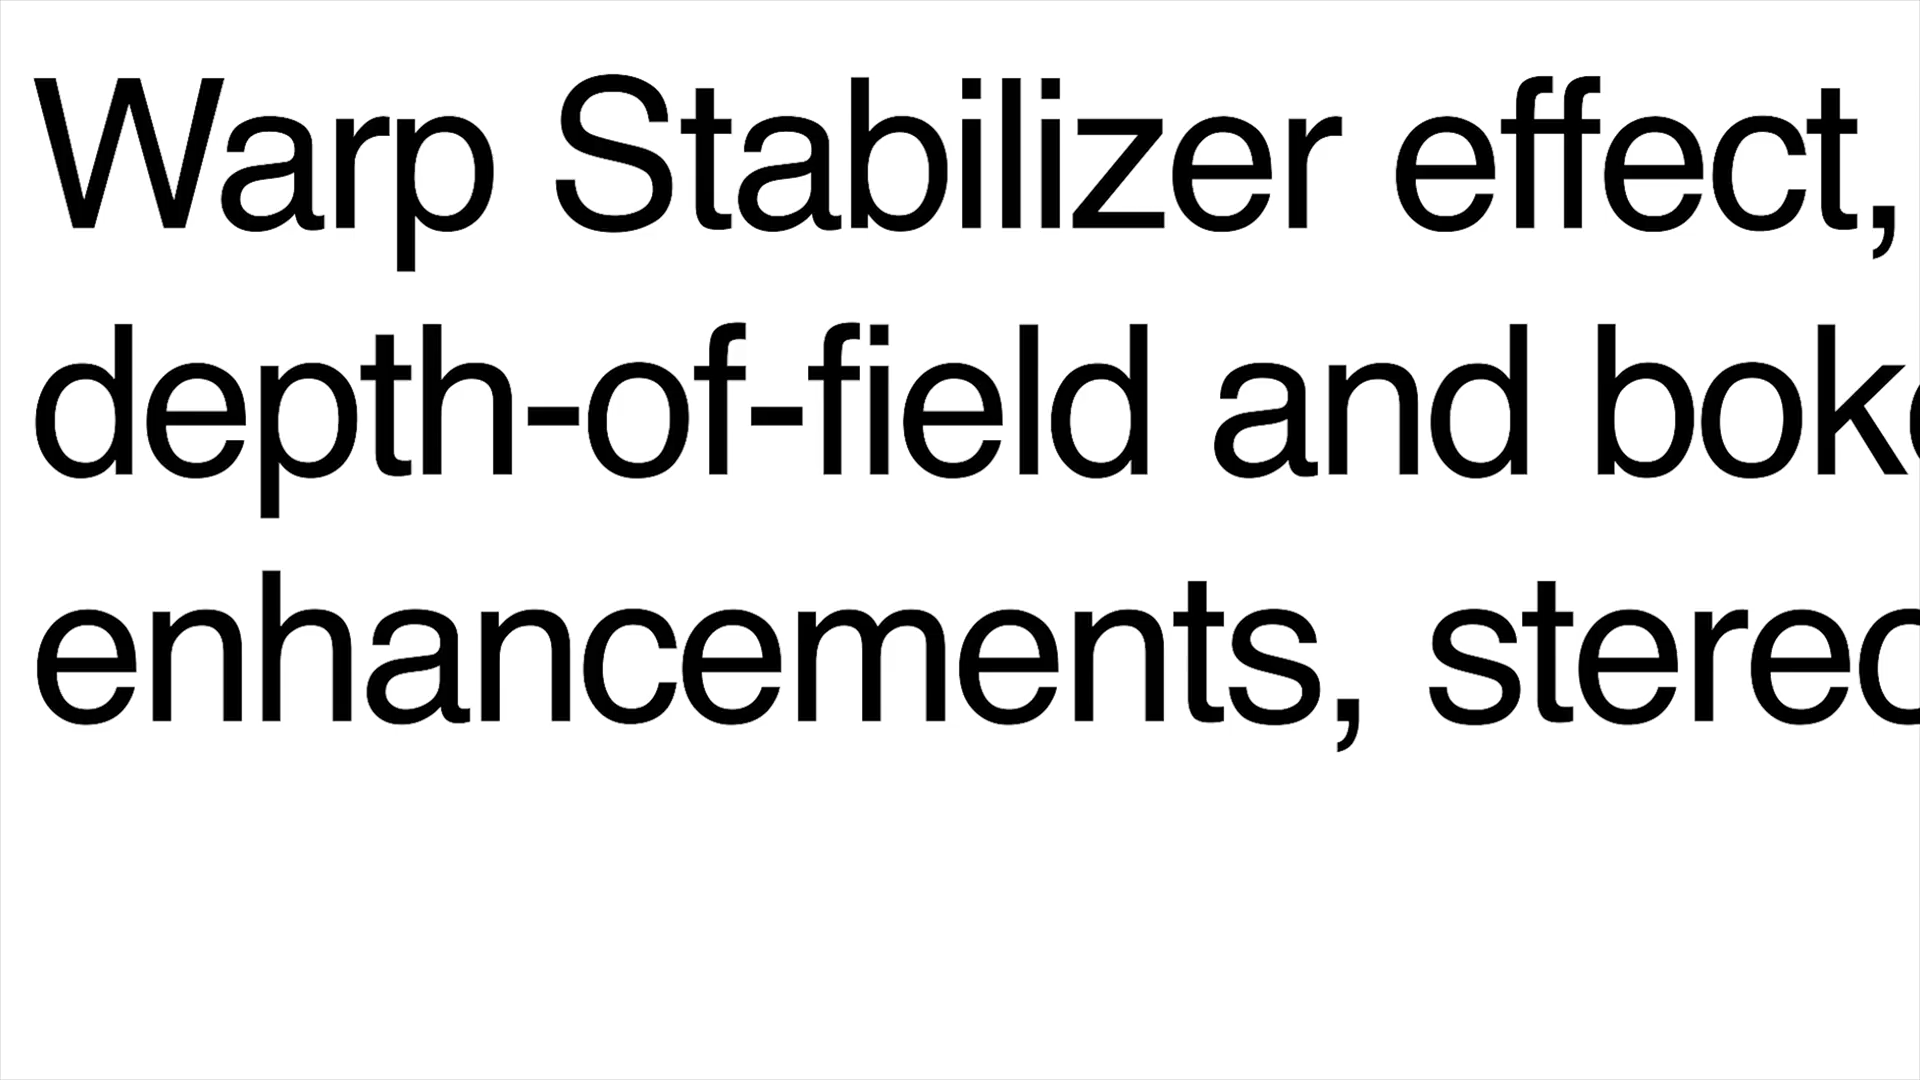 Warp Stabilizer effect,
depth-of-field and
enhancements,